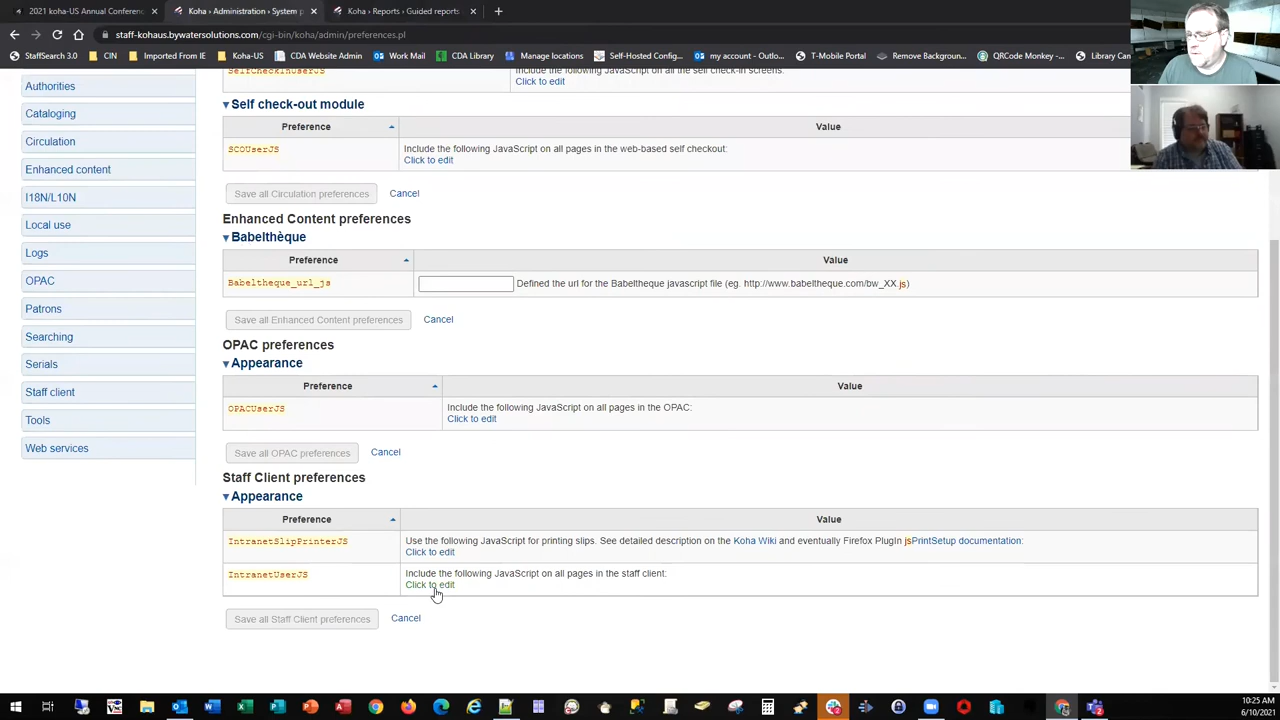 2021 koha-US Annual Conference
Koha › Administration › System p
Koha › Reports › Guided reports
staff-kohaus.bywatersolutions.com/cgi-bin/koha/admin/preferences.pl
StaffSearch 3.0
CIN
Imported From IE
Koha-US
CDA Website Admin
Work Mail
CDA Library
Manage locations
Self-Hosted Config...
my account - Outlo...
T-Mobile Portal
Remove Background...
QRCode Monkey -...
Library Can
Authorities
Cataloging
Circulation
Enhanced content
I18N/L10N
Local use
Logs
OPAC
Patrons
Searching
Serials
Staff client
Tools
Web services
SelfCheckInUserJS
Include the following JavaScript on all the self check-in screens.
Click to edit
Self check-out module
Preference
Value
SCOUserJS
Include the following JavaScript on all pages in the web-based self checkout:
Click to edit
Save all Circulation preferences
Cancel
Enhanced Content preferences
Babelthèque
Preference
Value
Babeltheque_url_js
Defined the url for the Babeltheque javascript file (eg. http://www.babeltheque.com/bw_XX.js)
Save all Enhanced Content preferences
Cancel
OPAC preferences
Appearance
Preference
Value
OPACUserJS
Include the following JavaScript on all pages in the OPAC:
Click to edit
Save all OPAC preferences
Cancel
Staff Client preferences
Appearance
Preference
Value
IntranetSlipPrinterJS
Use the following JavaScript for printing slips. See detailed description on the Koha Wiki and eventually Firefox PlugIn jsPrintSetup documentation:
Click to edit
IntranetUserJS
Include the following JavaScript on all pages in the staff client:
Click to edit
Save all Staff Client preferences
Cancel
10:25 AM
6/10/2021